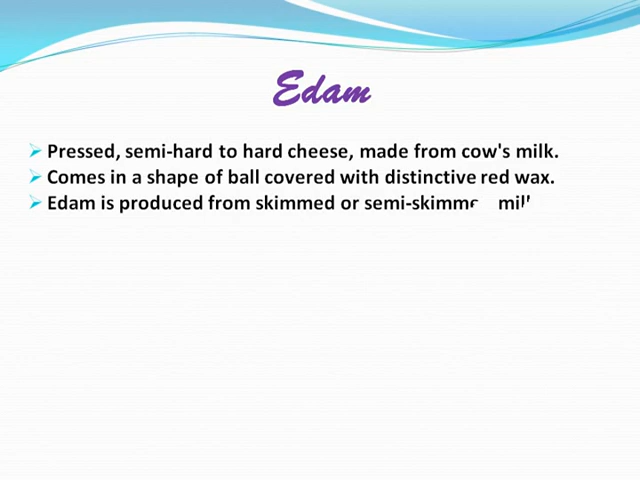 Edam
Pressed, semi-hard to hard cheese, made from cow's milk.
Comes in a shape of ball covered with distinctive red wax.
Edam is produced from skimmed or